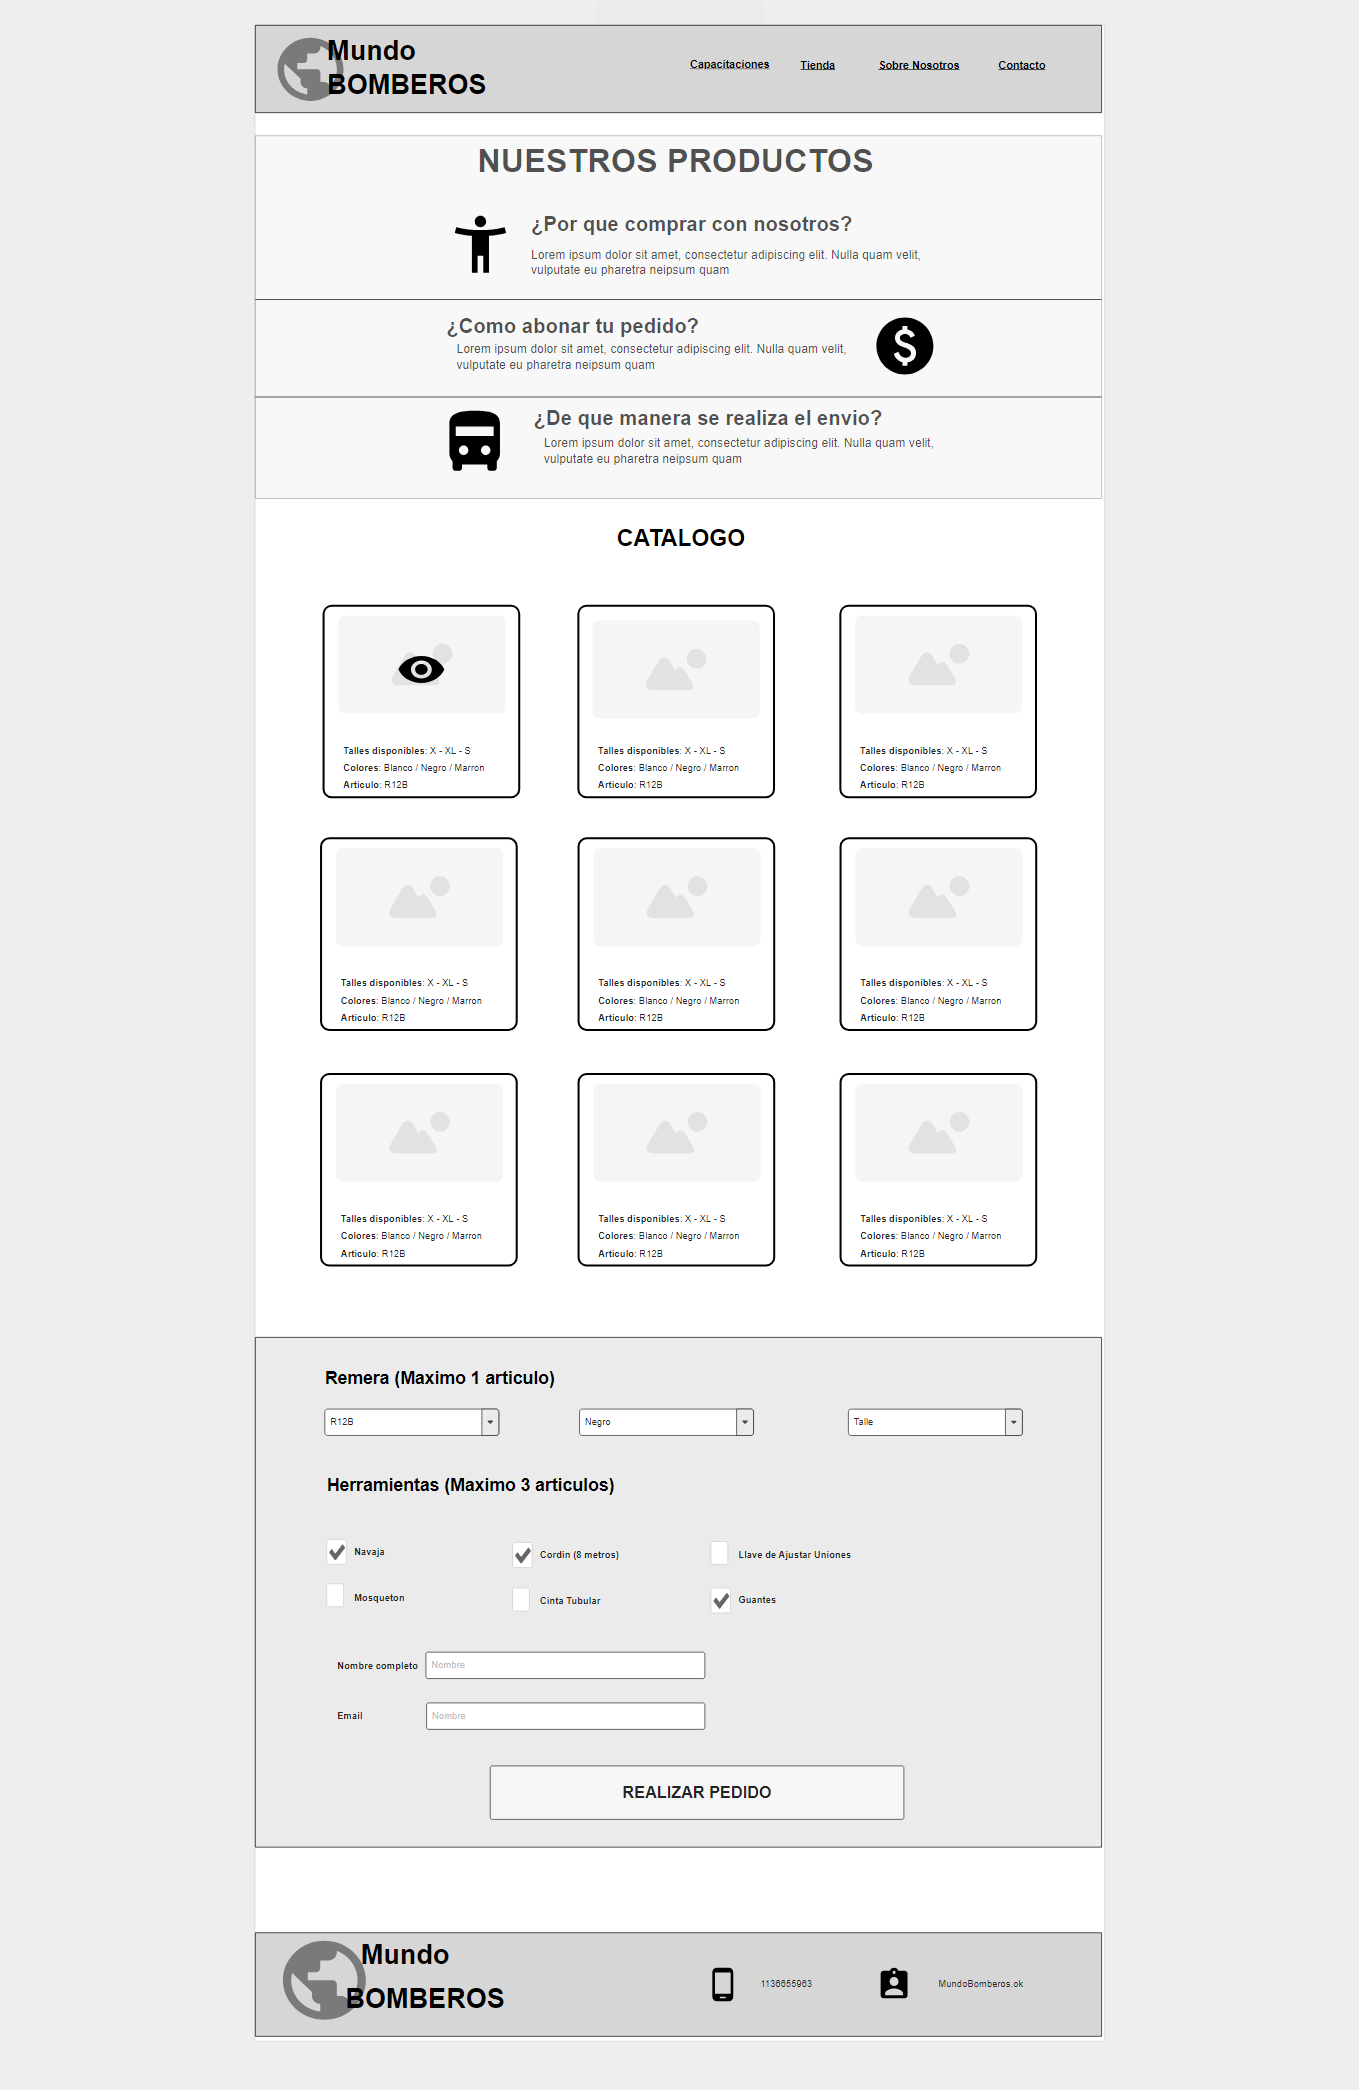 Mundo
BOMBEROS
Capacitaciones Tienda Sobre Nosotros Contacto
NUESTROS PRODUCTOS
¿Por que comprar con nosotros?
Lorem ipsum dolor sit amet, consectetur adipiscing elit. Nulla quam velit,
vulputate eu pharetra neipsum quam
¿Como abonar tu pedido?
Lorem ipsum dolor sit amet, consectetur adipiscing elit. Nulla quam velit,
vulputate eu pharetra neipsum quam
¿De que manera se realiza el envio?
Lorem ipsum dolor sit amet, consectetur adipiscing elit. Nulla quam velit,
vulputate eu pharetra neipsum quam
CATALOGO
Talles disponibles: X - XL - S
Colores: Blanco / Negro / Marron
Articulo: R12B
Talles disponibles: X - XL - S
Colores: Blanco / Negro / Marron
Articulo: R12B
Talles disponibles: X - XL - S
Colores: Blanco / Negro / Marron
Articulo: R12B
Talles disponibles: X - XL - S
Colores: Blanco / Negro / Marron
Articulo: R12B
Talles disponibles: X - XL - S
Colores: Blanco / Negro / Marron
Articulo: R12B
Talles disponibles: X - XL - S
Colores: Blanco / Negro / Marron
Articulo: R12B
Talles disponibles: X - XL - S
Colores: Blanco / Negro / Marron
Articulo: R12B
Talles disponibles: X - XL - S
Colores: Blanco / Negro / Marron
Articulo: R12B
Talles disponibles: X - XL - S
Colores: Blanco / Negro / Marron
Articulo: R12B
Remera (Maximo 1 articulo)
R12B Negro Talle
Herramientas (Maximo 3 articulos)
Navaja Cordin (8 metros) Llave de Ajustar Uniones
Mosqueton Cinta Tubular Guantes
Nombre completo Nombre
Email Nombre
REALIZAR PEDIDO
Mundo
BOMBEROS
1136655963 MundoBomberos.ok